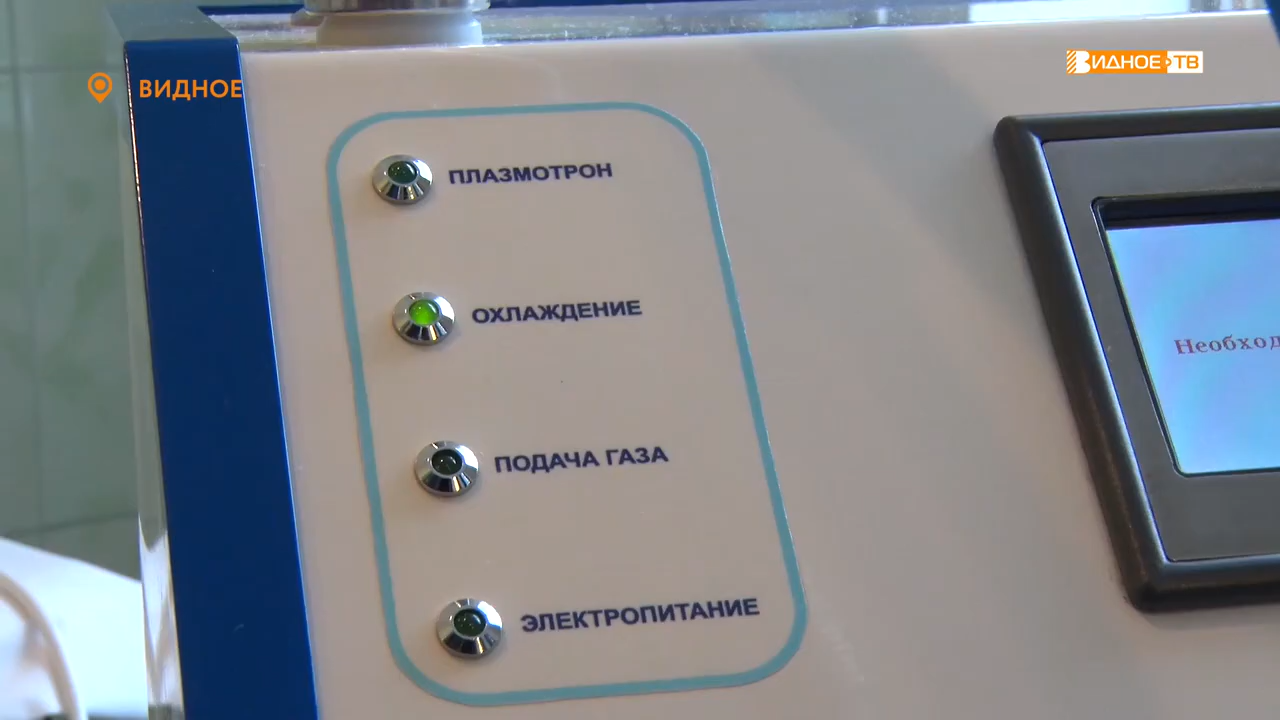 ВИДНОЕ
ВИДНОЕ ТВ
ПЛАЗМОТРОН
ОХЛАЖДЕНИЕ
Необход
ПОДАЧА ГАЗА
ЭЛЕКТРОПИТАНИЕ